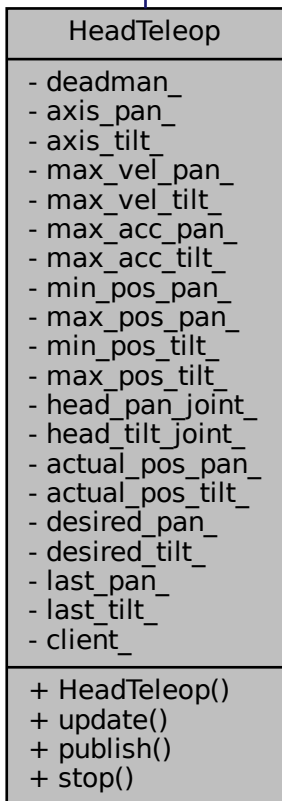 HeadTeleop
- deadman_
- axis_pan_
- axis_tilt_
- max_vel_pan_
- max_vel_tilt_
- max_acc_pan_
- max_acc_tilt_
- min_pos_pan_
- max_pos_pan_
- min_pos_tilt_
- max_pos_tilt_
- head_pan_joint_
- head_tilt_joint_
- actual_pos_pan_
- actual_pos_tilt_
- desired_pan_
- desired_tilt_
- last_pan_
- last_tilt_
- client_
+ HeadTeleop()
+ update()
+ publish()
+ stop()